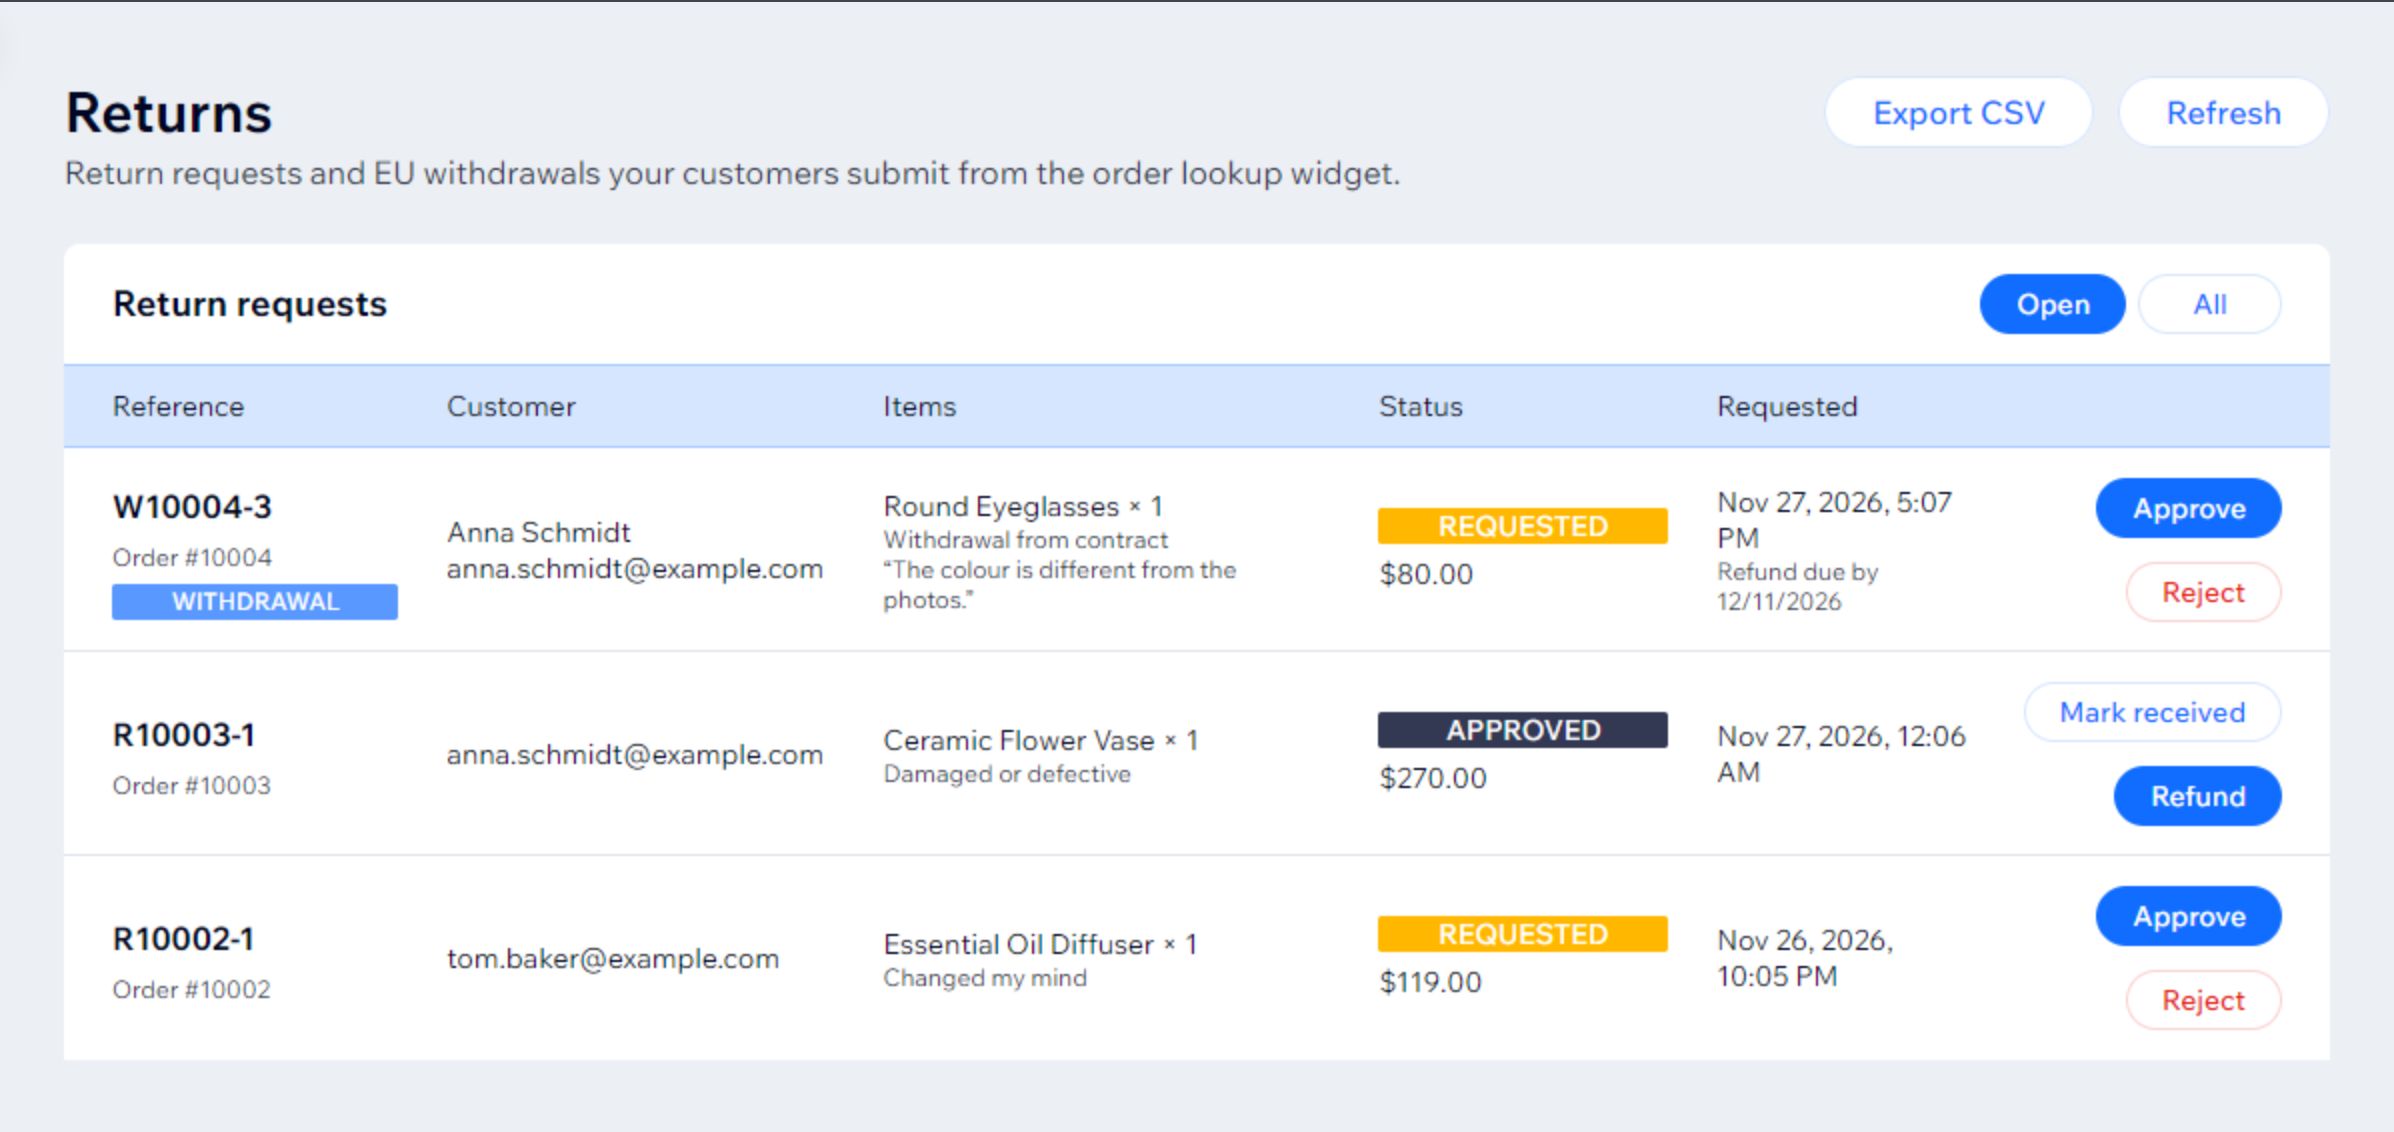 Returns
Export CSV
Refresh
Return requests and EU withdrawals your customers submit from the order lookup widget.
Return requests
Open
All
Reference
Customer
Items
Status
Requested
W10004-3
Order #10004
WITHDRAWAL
Anna Schmidt
anna.schmidt@example.com
Round Eyeglasses × 1
Withdrawal from contract
“The colour is different from the
photos.”
REQUESTED
$80.00
Nov 27, 2026, 5:07
PM
Refund due by
12/11/2026
Approve
Reject
R10003-1
Order #10003
anna.schmidt@example.com
Ceramic Flower Vase × 1
Damaged or defective
APPROVED
$270.00
Nov 27, 2026, 12:06
AM
Mark received
Refund
R10002-1
Order #10002
tom.baker@example.com
Essential Oil Diffuser × 1
Changed my mind
REQUESTED
$119.00
Nov 26, 2026,
10:05 PM
Approve
Reject